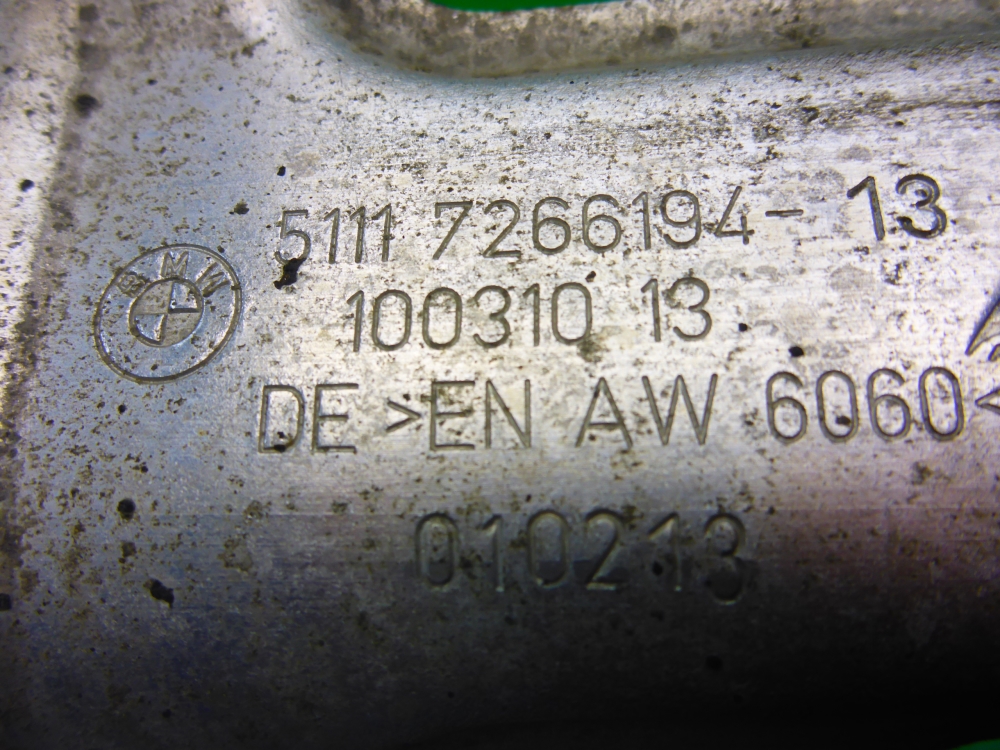 BMW
5111 7266194-13
100310 13
DE >EN AW 6060<
010213